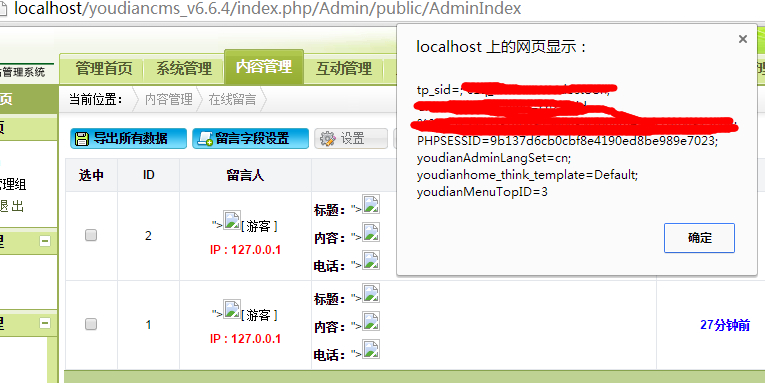 localhost/youdiancms_v6.6.4/index.php/Admin/public/AdminIndex
localhost 上的网页显示：
×
tp_sid=;
PHPSESSID=9b137d6cb0cbf8e4190ed8be989e7023;
youdianAdminLangSet=cn;
youdianhome_think_template=Default;
youdianMenuTopID=3
确定
站管理系统
管理首页 系统管理 内容管理 互动管理
页
当前位置： 内容管理 在线留言
页
管理组
退 出
理
理
导出所有数据 留言字段设置 设置
选中 ID 留言人
2 ">[ 游客 ] 标题：">
IP : 127.0.0.1 内容：">
电话：">
1 ">[ 游客 ] 标题：">
IP : 127.0.0.1 内容：">
电话：">
27分钟前